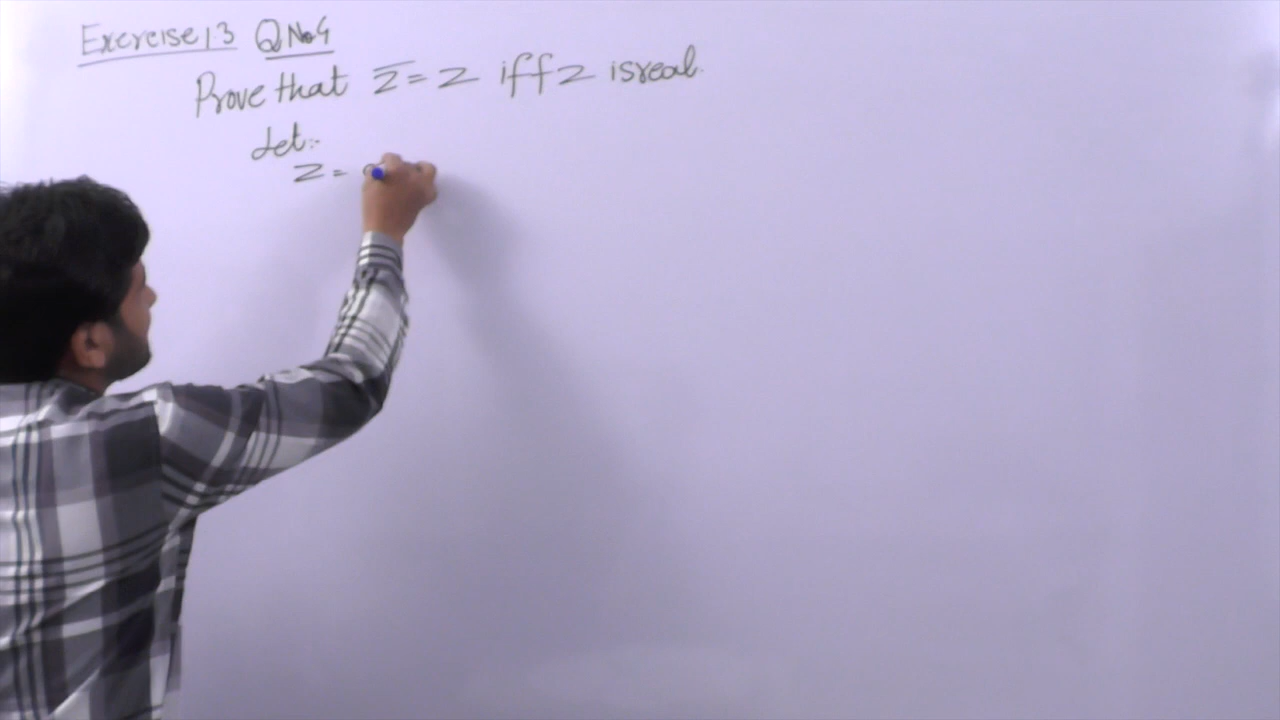 Exercise 1.3 Q No 4
Prove that z̅ = z iff z is real.
Let:-
z =